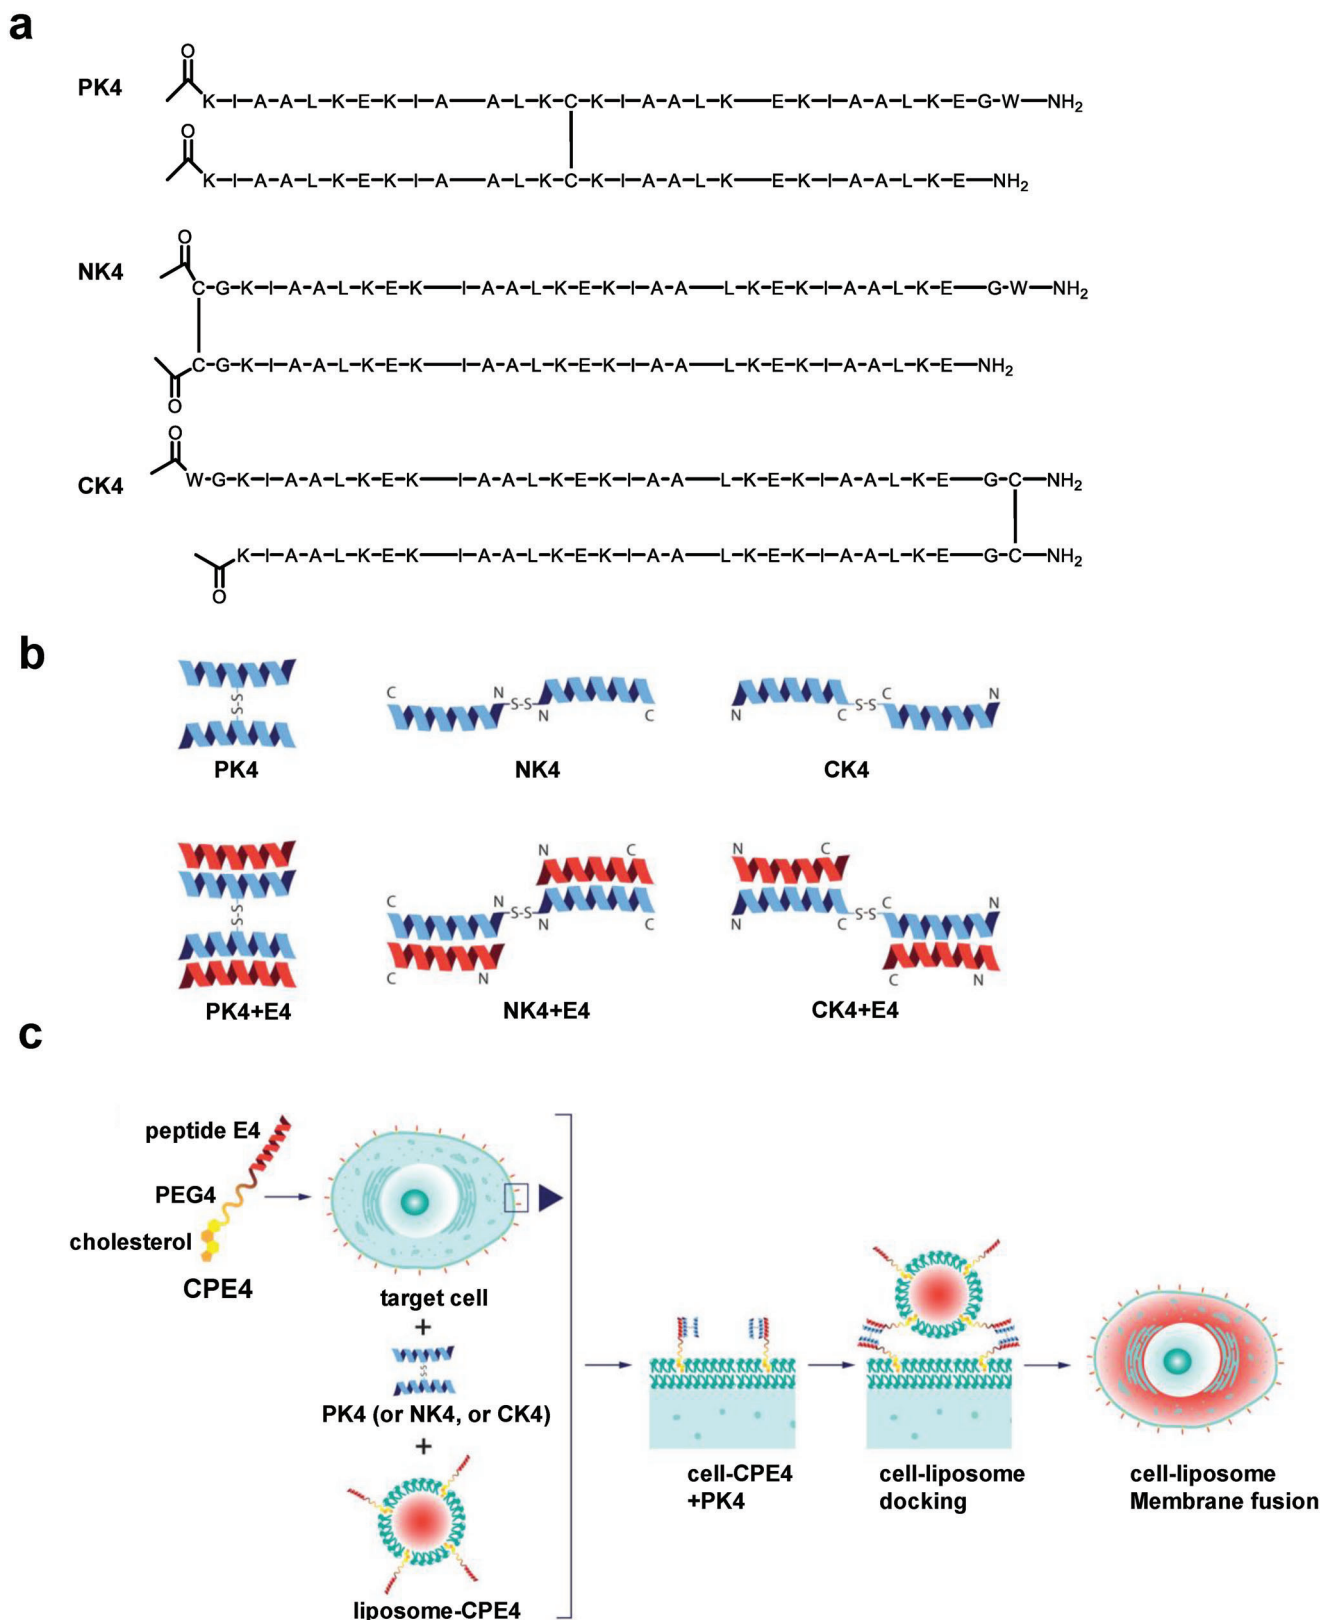 a
O
PK4
K-I-A-A-L-K-E-K-I-A-A-L-K-C-K-I-A-A-L-K-E-K-I-A-A-L-K-E-G-W-NH2
O
K-I-A-A-L-K-E-K-I-A-A-L-K-C-K-I-A-A-L-K-E-K-I-A-A-L-K-E-NH2
O
NK4
C-G-K-I-A-A-L-K-E-K-I-A-A-L-K-E-K-I-A-A-L-K-E-K-I-A-A-L-K-E-G-W-NH2
C-G-K-I-A-A-L-K-E-K-I-A-A-L-K-E-K-I-A-A-L-K-E-K-I-A-A-L-K-E-NH2
O
O
CK4
W-G-K-I-A-A-L-K-E-K-I-A-A-L-K-E-K-I-A-A-L-K-E-K-I-A-A-L-K-E-G-C-NH2
K-I-A-A-L-K-E-K-I-A-A-L-K-E-K-I-A-A-L-K-E-K-I-A-A-L-K-E-G-C-NH2
O
b
S-S
PK4
C N S-S N C
NK4
N C S-S C N
CK4
S-S
PK4+E4
N C
C N S-S N C
C N
NK4+E4
N C
N C S-S C N
C N
CK4+E4
c
peptide E4
PEG4
cholesterol
CPE4
target cell
+
S-S
PK4 (or NK4, or CK4)
+
liposome-CPE4
cell-CPE4
+PK4
cell-liposome
docking
cell-liposome
Membrane fusion